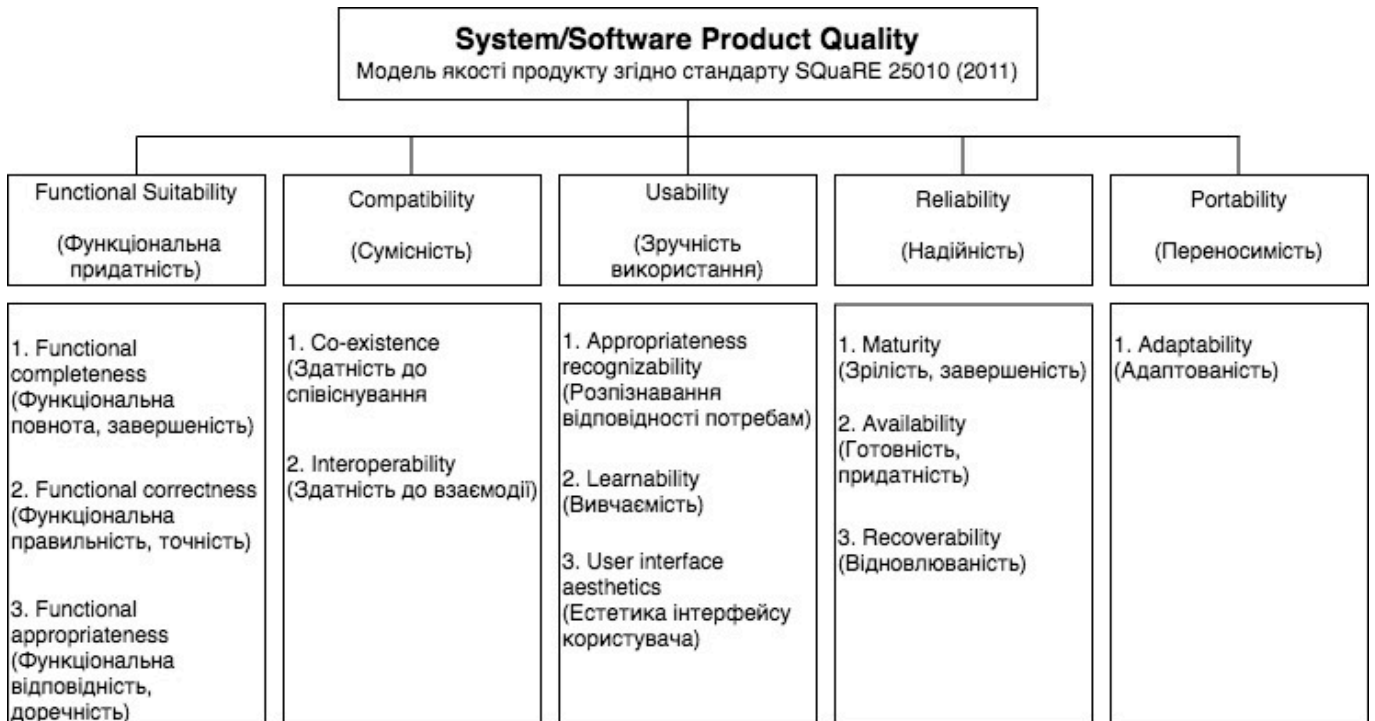 System/Software Product Quality
Модель якості продукту згідно стандарту SQuaRE 25010 (2011)
Functional Suitability
(Функціональна
придатність)
Compatibility
(Сумісність)
Usability
(Зручність
використання)
Reliability
(Надійність)
Portability
(Переносимість)
1. Functional
completeness
(Функціональна
повнота, завершеність)
2. Functional correctness
(Функціональна
правильність, точність)
3. Functional
appropriateness
(Функціональна
відповідність,
доречність)
1. Co-existence
(Здатність до
співіснування
2. Interoperability
(Здатність до взаємодії)
1. Appropriateness
recognizability
(Розпізнавання
відповідності потребам)
2. Learnability
(Вивчаємість)
3. User interface
aesthetics
(Естетика інтерфейсу
користувача)
1. Maturity
(Зрілість, завершеність)
2. Availability
(Готовність,
придатність)
3. Recoverability
(Відновлюваність)
1. Adaptability
(Адаптованість)